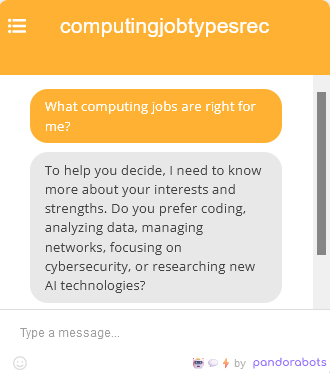 computingjobtypesrec
What computing jobs are right for
me?
To help you decide, I need to know
more about your interests and
strengths. Do you prefer coding,
analyzing data, managing
networks, focusing on
cybersecurity, or researching new
AI technologies?
Type a message...
by pandorabots